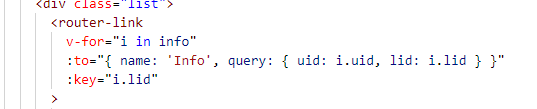 <div class="list">
<router-link
v-for="i in info"
:to="{ name: 'Info', query: { uid: i.uid, lid: i.lid } }"
:key="i.lid"
>